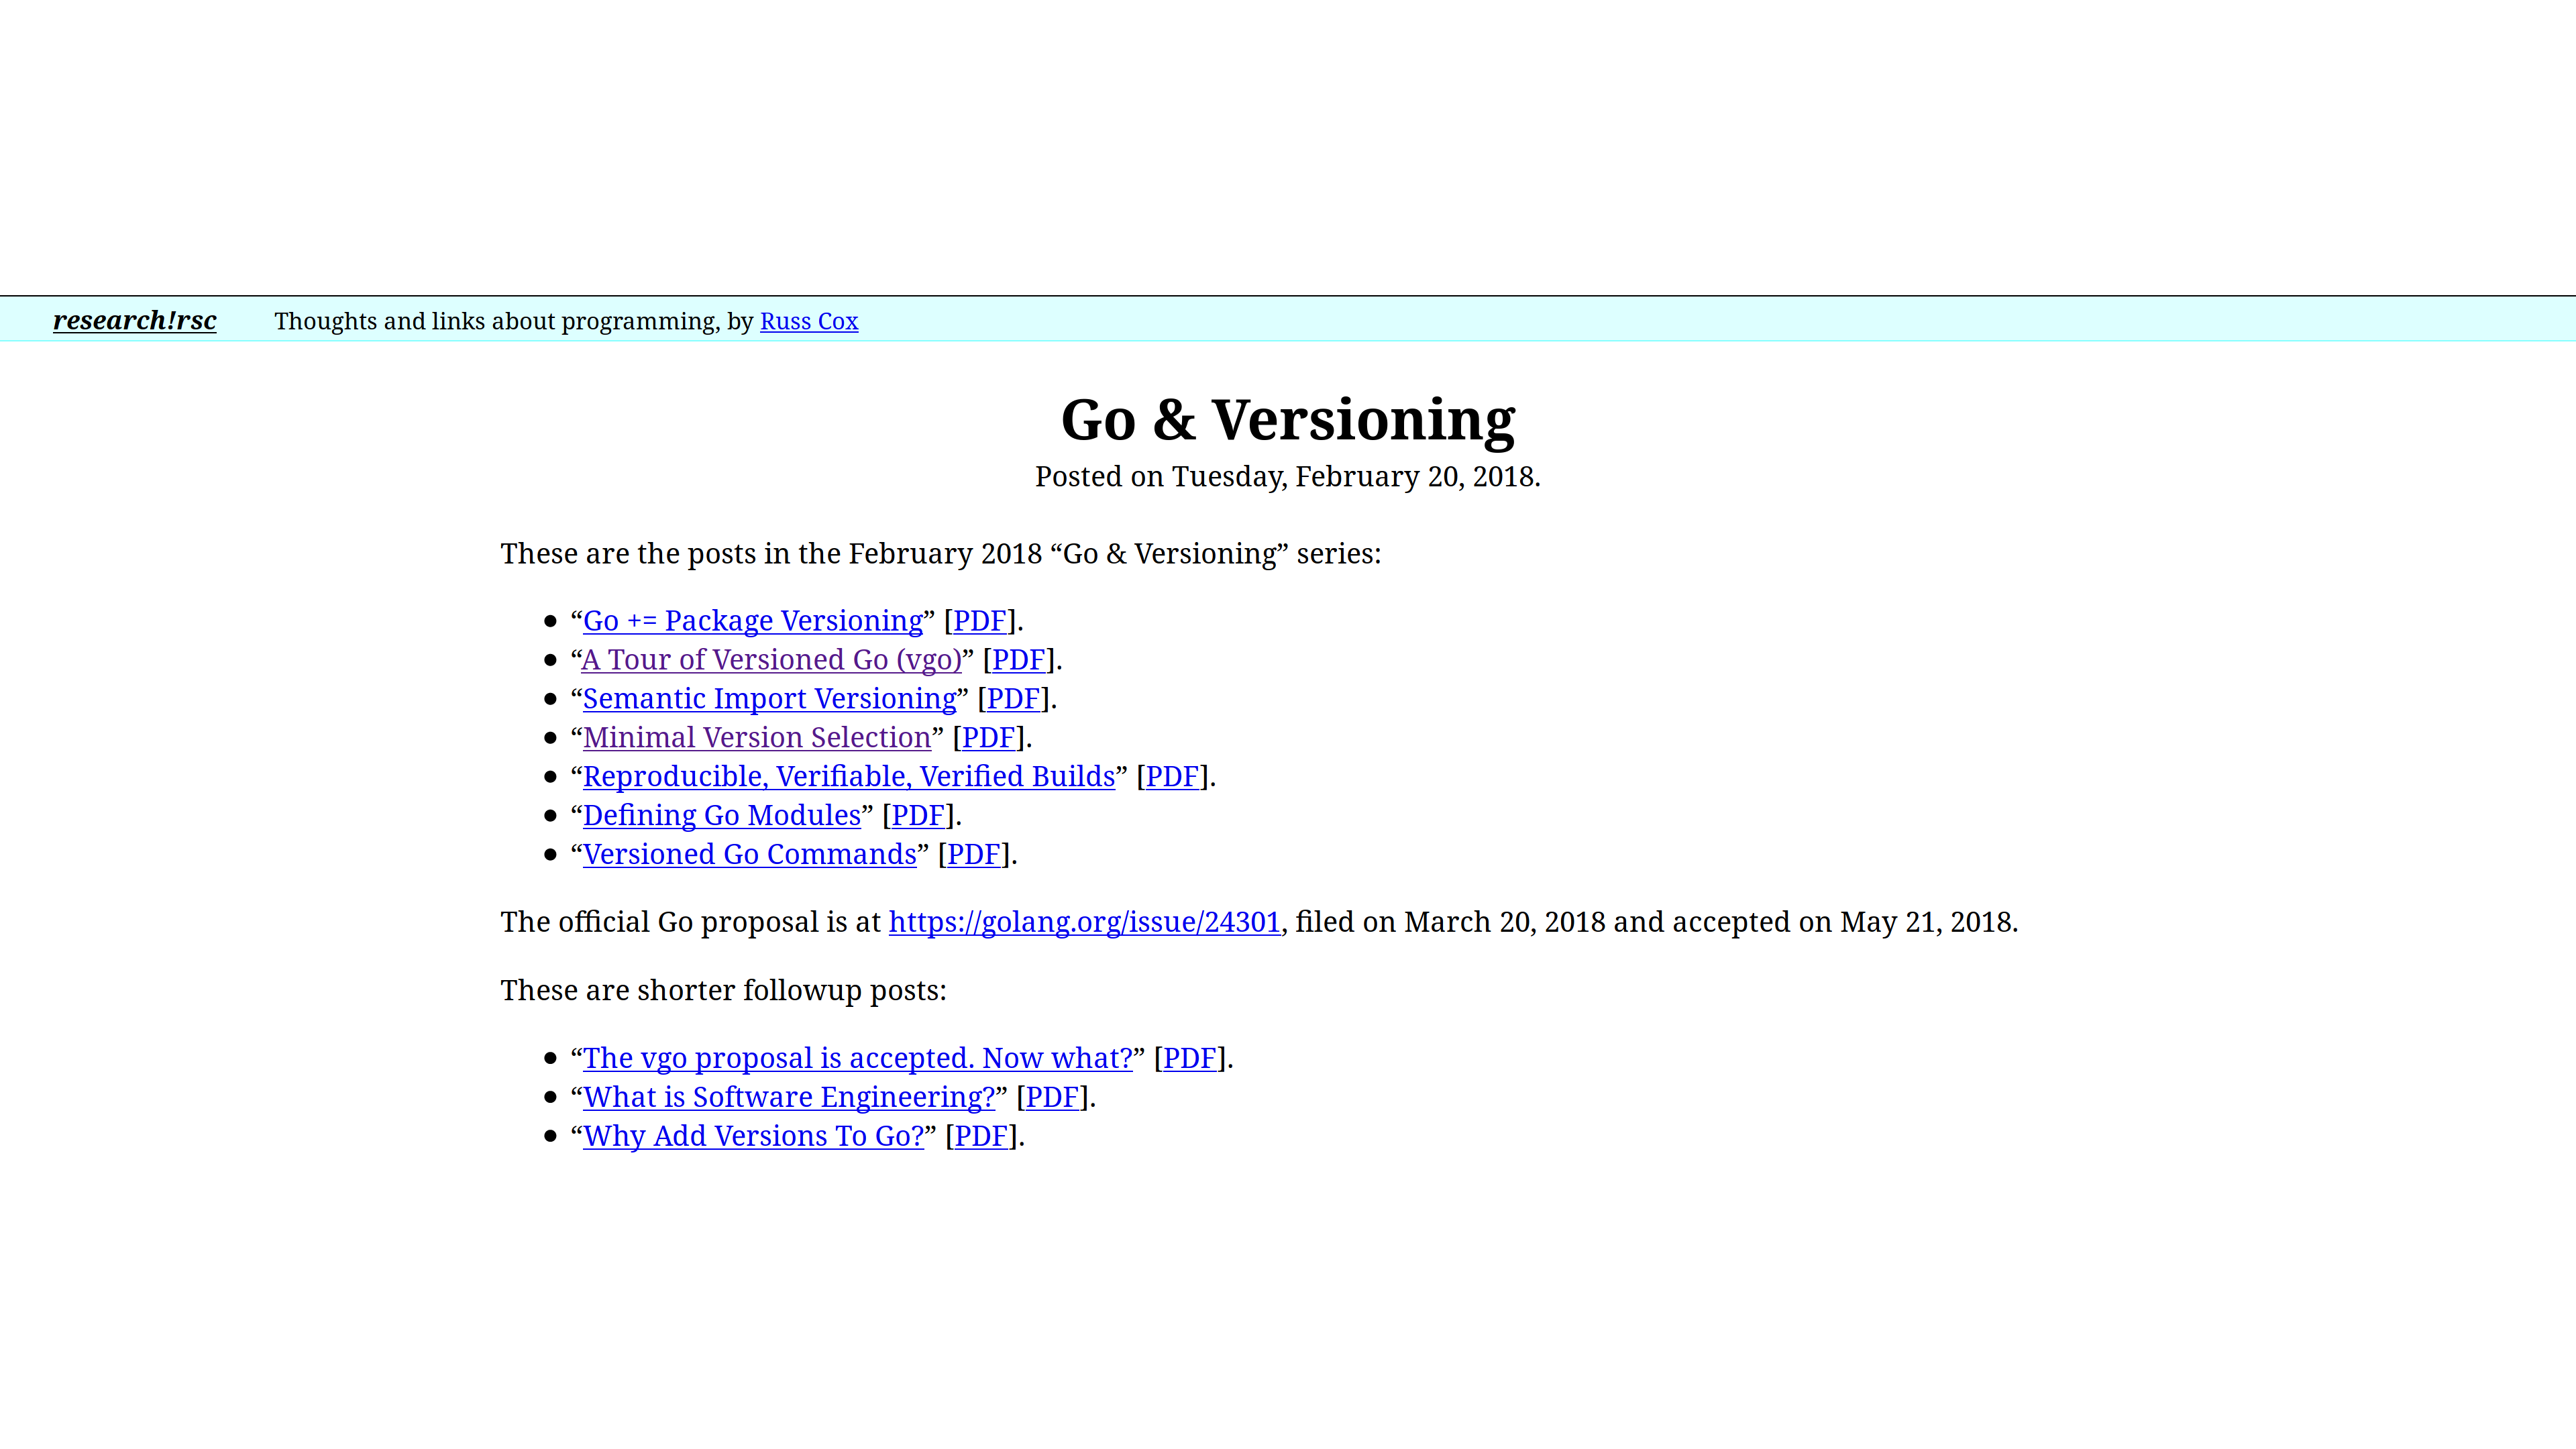 research!rsc Thoughts and links about programming, by Russ Cox
Go & Versioning
Posted on Tuesday, February 20, 2018.
These are the posts in the February 2018 “Go & Versioning” series:
• “Go += Package Versioning” [PDF].
• “A Tour of Versioned Go (vgo)” [PDF].
• “Semantic Import Versioning” [PDF].
• “Minimal Version Selection” [PDF].
• “Reproducible, Verifiable, Verified Builds” [PDF].
• “Defining Go Modules” [PDF].
• “Versioned Go Commands” [PDF].
The official Go proposal is at https://golang.org/issue/24301, filed on March 20, 2018 and accepted on May 21, 2018.
These are shorter followup posts:
• “The vgo proposal is accepted. Now what?” [PDF].
• “What is Software Engineering?” [PDF].
• “Why Add Versions To Go?” [PDF].